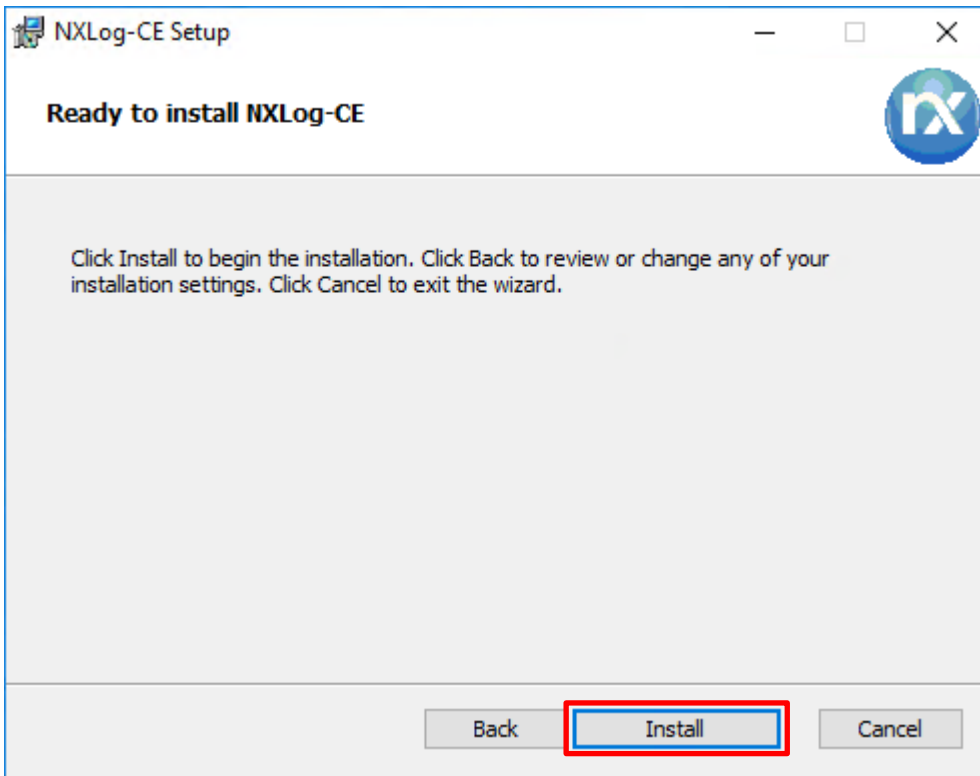 NXLog-CE Setup
Ready to install NXLog-CE
nx
Click Install to begin the installation. Click Back to review or change any of your
installation settings. Click Cancel to exit the wizard.
Back Install Cancel